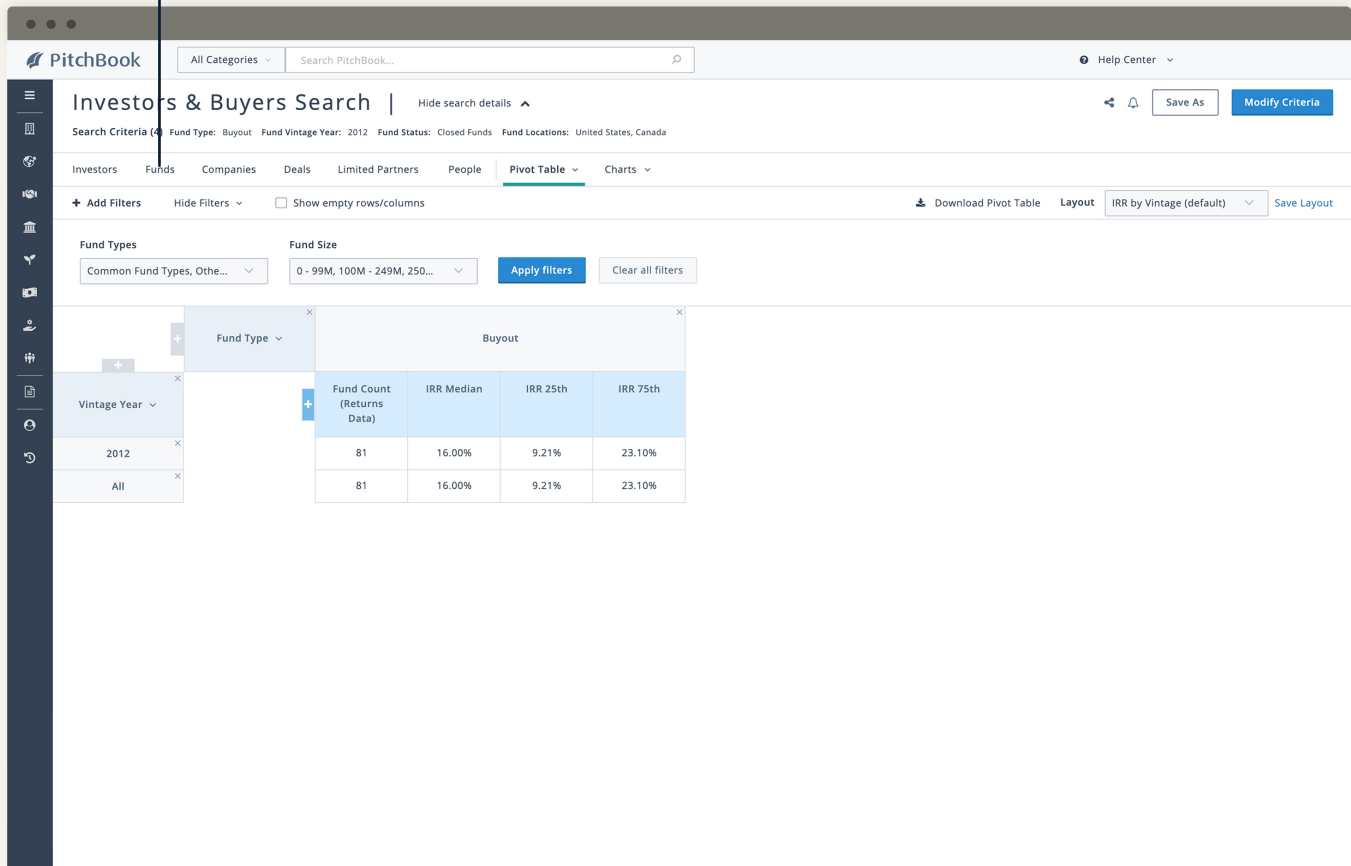 PitchBook
All Categories
Search PitchBook...
Help Center
Investors & Buyers Search |
Hide search details
Save As
Modify Criteria
Search Criteria (4) Fund Type: Buyout Fund Vintage Year: 2012 Fund Status: Closed Funds Fund Locations: United States, Canada
Investors Funds Companies Deals Limited Partners People Pivot Table Charts
+ Add Filters Hide Filters Show empty rows/columns Download Pivot Table Layout IRR by Vintage (default) Save Layout
Fund Types Fund Size
Common Fund Types, Othe... 0 - 99M, 100M - 249M, 250... Apply filters Clear all filters
Fund Type Buyout
Vintage Year
Fund Count (Returns Data) IRR Median IRR 25th IRR 75th
2012 81 16.00% 9.21% 23.10%
All 81 16.00% 9.21% 23.10%